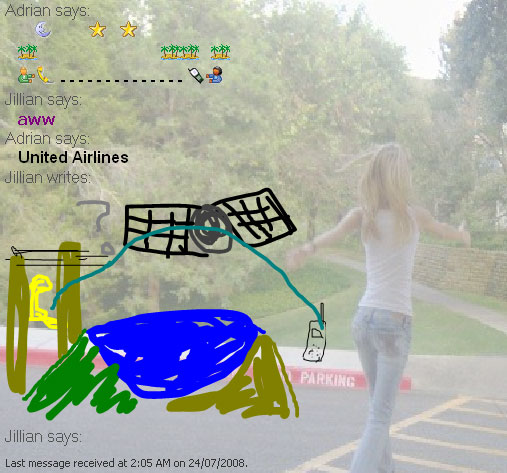 Adrian says:
Jillian says:
aww
Adrian says:
United Airlines
Jillian writes:
?
PARKING
Jillian says:
Last message received at 2:05 AM on 24/07/2008.